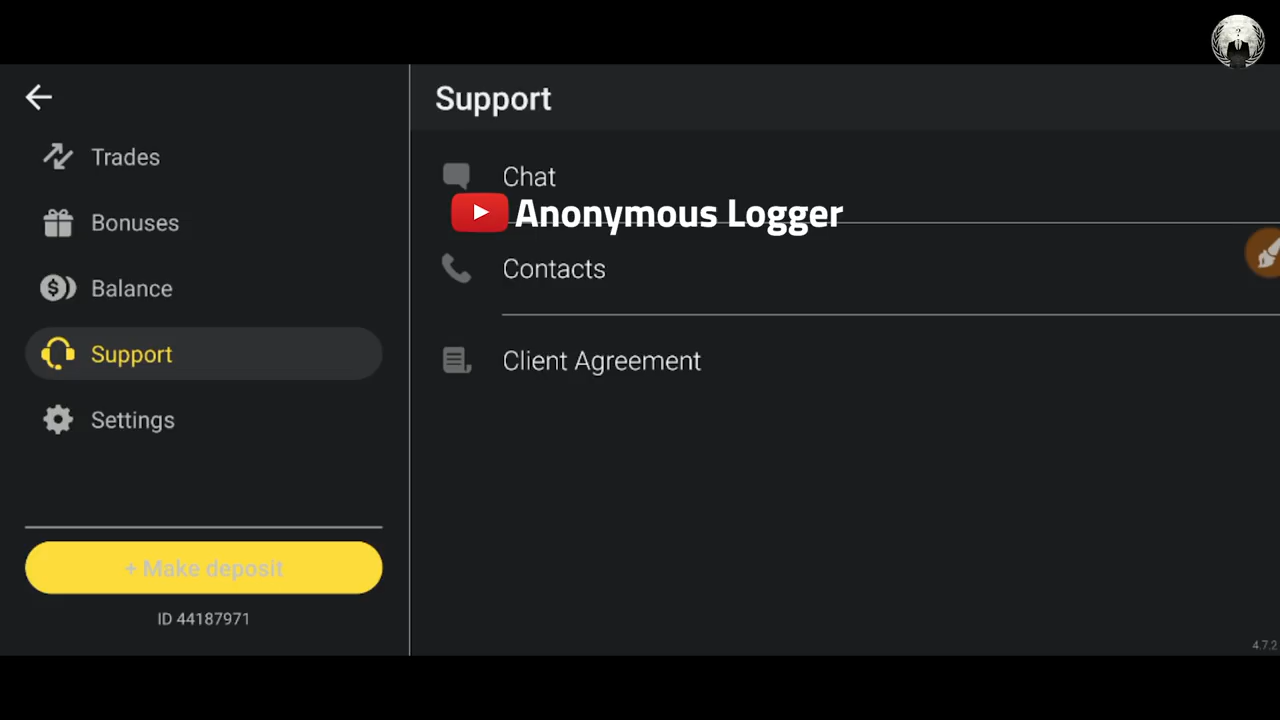 Support
Trades
Bonuses
Balance
Support
Settings
+ Make deposit
ID 44187971
Chat
Anonymous Logger
Contacts
Client Agreement
4.7.2